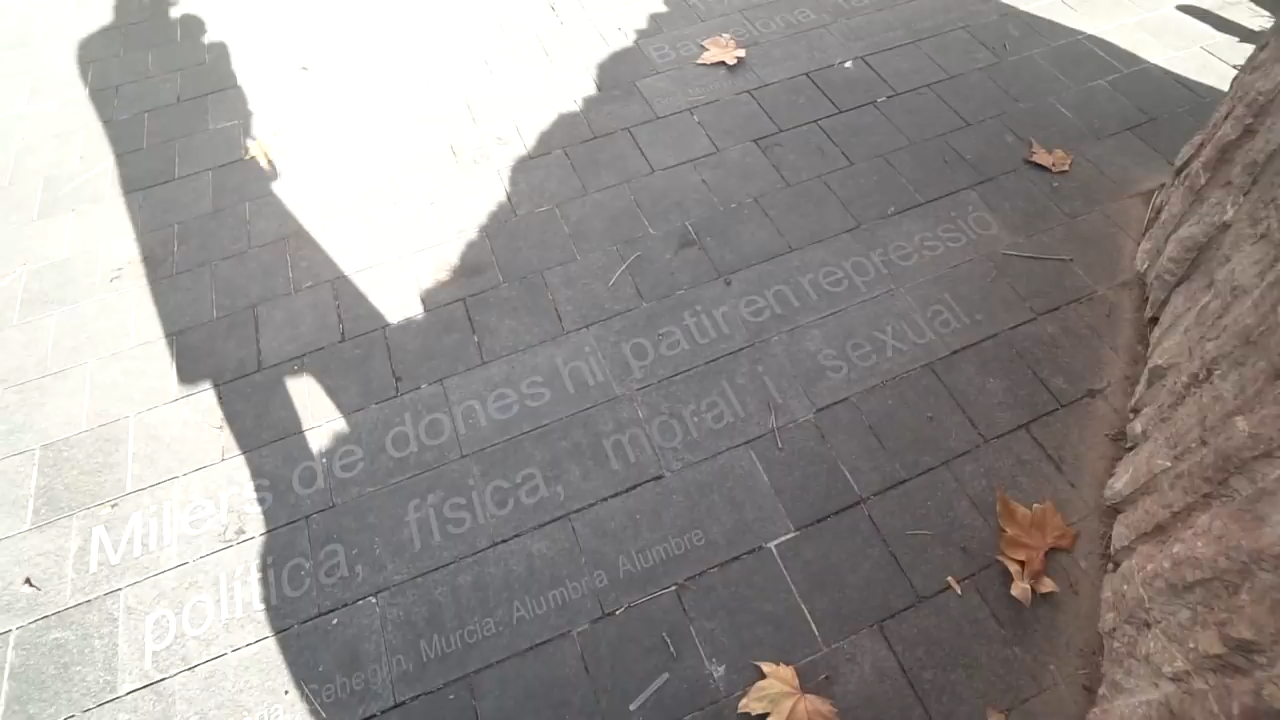 Barcelona,
Milers de dones hi patiren repressió
política, física, moral i sexual.
Cehegín, Murcia: Alumbra Alumbre